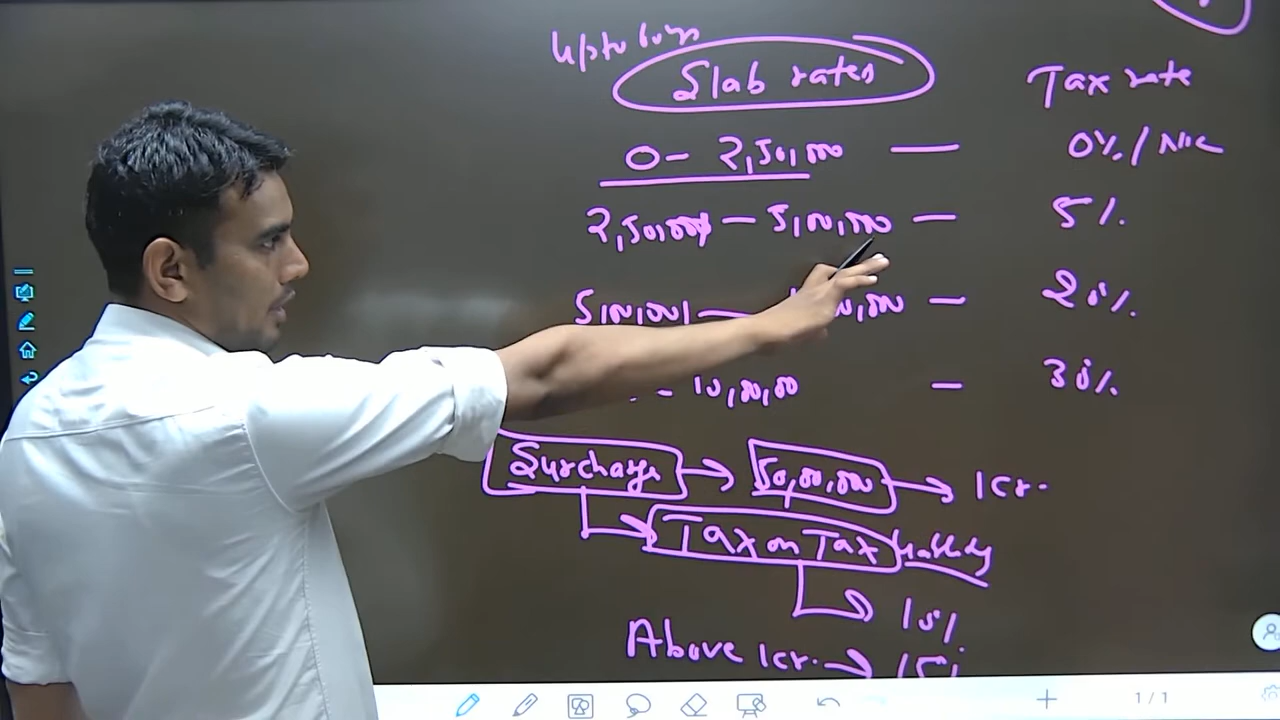 Upto 60yrs
Slab rates
Tax rate
0 - 2,50,000 — 0% / Nil
2,50,001 — 5,00,000 — 5%
5,00,001 — 20%
- 10,00,000 - 30%
Surcharge → 50,00,000 → 1cr.
Tax on Tax liability
10%
Above 1cr. → 15%
1/1